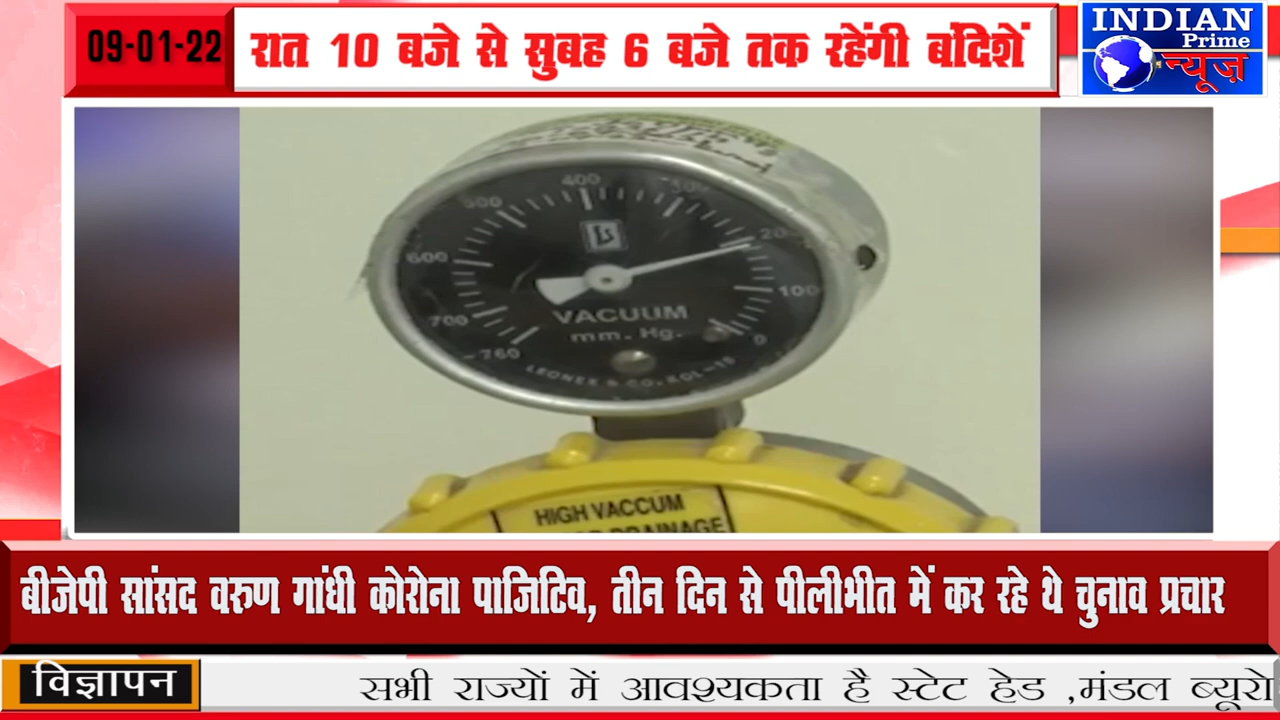 09-01-22
रात 10 बजे से सुबह 6 बजे तक रहेंगी बंदिशें
INDIAN
Prime
न्यूज़
400
300
500
200
600
100
700
VACUUM
mm. Hg.
760
0
HIGH VACCUM
DRAINAGE
बीजेपी सांसद वरुण गांधी कोरोना पाजिटिव, तीन दिन से पीलीभीत में कर रहे थे चुनाव प्रचार
विज्ञापन
सभी राज्यों में आवश्यकता है स्टेट हेड ,मंडल ब्यूरो